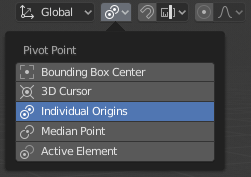 Global
Pivot Point
Bounding Box Center
3D Cursor
Individual Origins
Median Point
Active Element